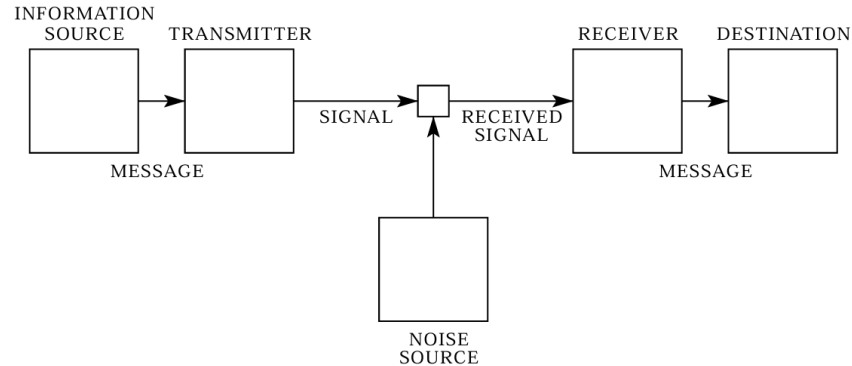 INFORMATION
SOURCE
TRANSMITTER
RECEIVER
DESTINATION
SIGNAL
RECEIVED
SIGNAL
MESSAGE
MESSAGE
NOISE
SOURCE